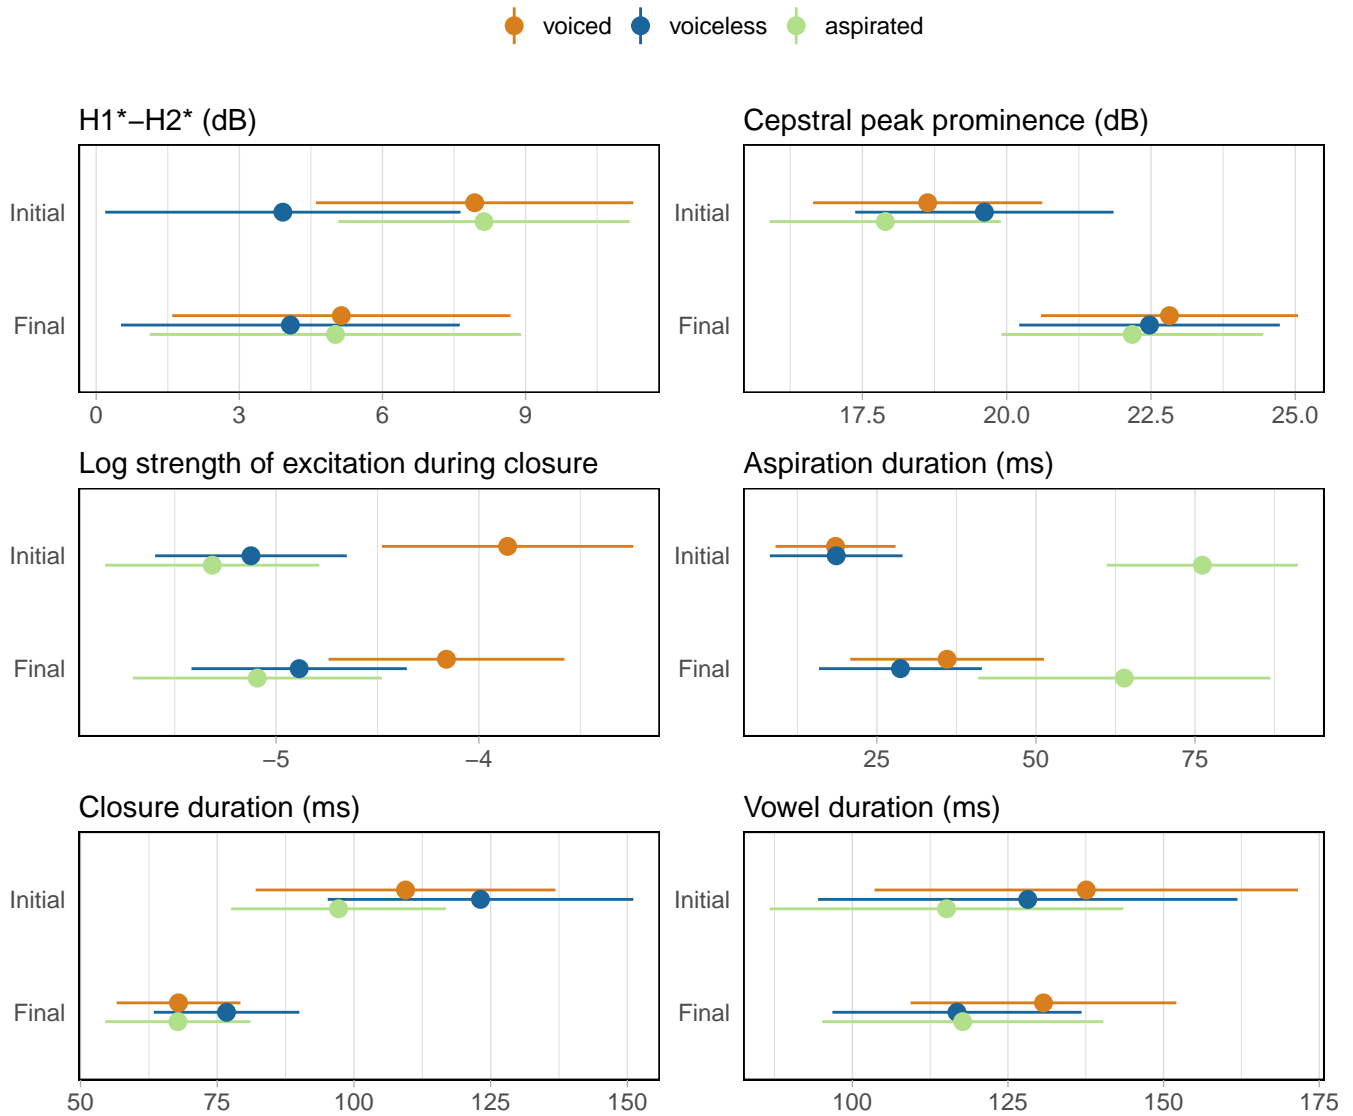 voiced voiceless aspirated
H1*−H2* (dB)
Initial
Final
0 3 6 9
Cepstral peak prominence (dB)
Initial
Final
17.5 20.0 22.5 25.0
Log strength of excitation during closure
Initial
Final
−5 −4
Aspiration duration (ms)
Initial
Final
25 50 75
Closure duration (ms)
Initial
Final
50 75 100 125 150
Vowel duration (ms)
Initial
Final
100 125 150 175